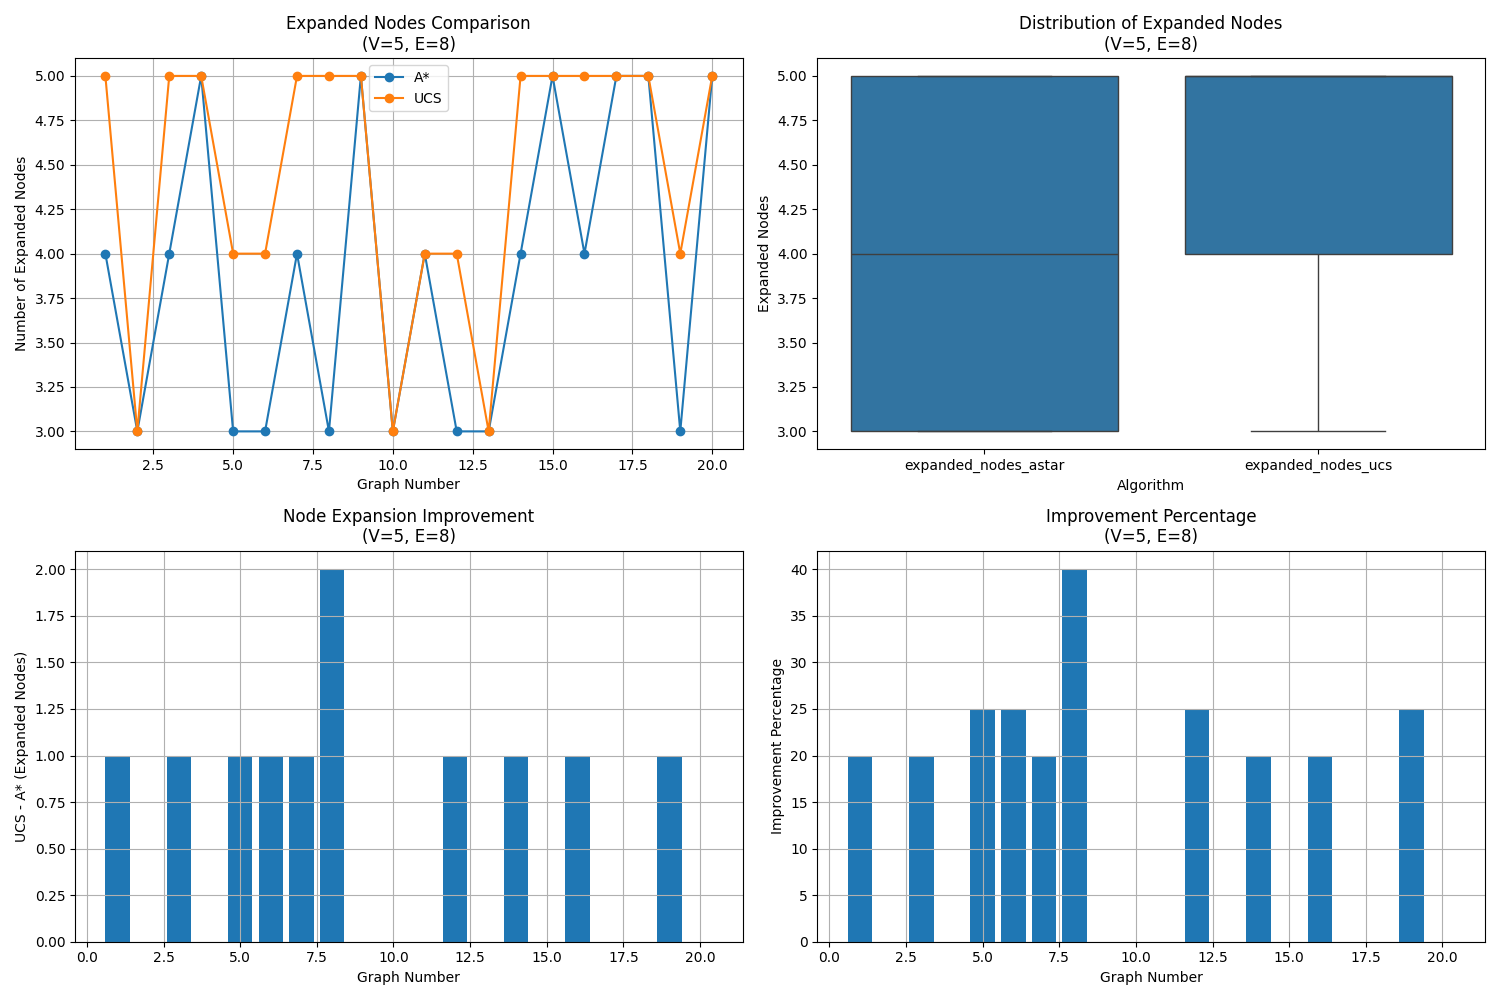 Expanded Nodes Comparison
(V=5, E=8)
Number of Expanded Nodes
5.00
4.75
4.50
4.25
4.00
3.75
3.50
3.25
3.00
A*
UCS
2.5 5.0 7.5 10.0 12.5 15.0 17.5 20.0
Graph Number
Distribution of Expanded Nodes
(V=5, E=8)
Expanded Nodes
5.00
4.75
4.50
4.25
4.00
3.75
3.50
3.25
3.00
expanded_nodes_astar expanded_nodes_ucs
Algorithm
Node Expansion Improvement
(V=5, E=8)
UCS - A* (Expanded Nodes)
2.00
1.75
1.50
1.25
1.00
0.75
0.50
0.25
0.00
0.0 2.5 5.0 7.5 10.0 12.5 15.0 17.5 20.0
Graph Number
Improvement Percentage
(V=5, E=8)
Improvement Percentage
40
35
30
25
20
15
10
5
0
0.0 2.5 5.0 7.5 10.0 12.5 15.0 17.5 20.0
Graph Number